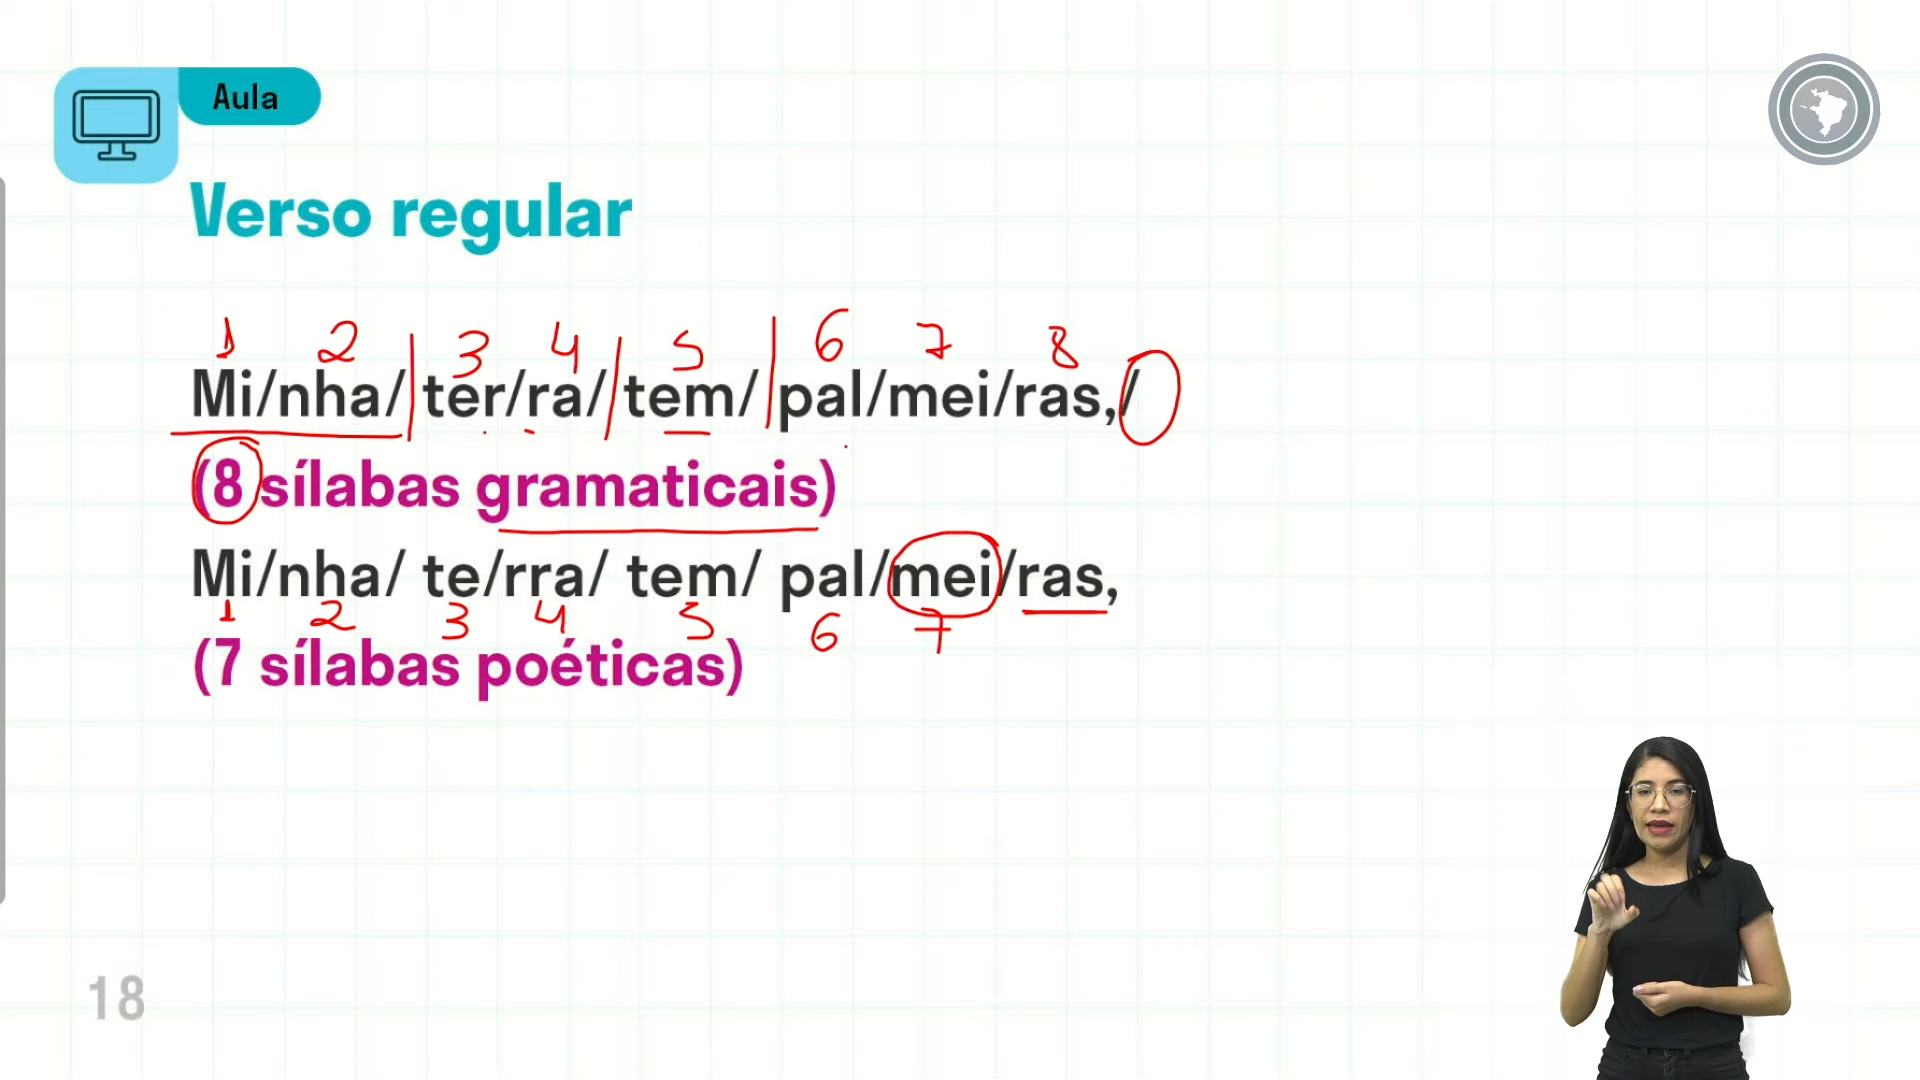 Aula
Verso regular
1 2 3 4 5 6 7 8
Mi/nha/ ter/ra/ tem/ pal/mei/ras,/
(8 sílabas gramaticais)
Mi/nha/ te/rra/ tem/ pal/mei/ras,
1 2 3 4 5 6 7
(7 sílabas poéticas)
18